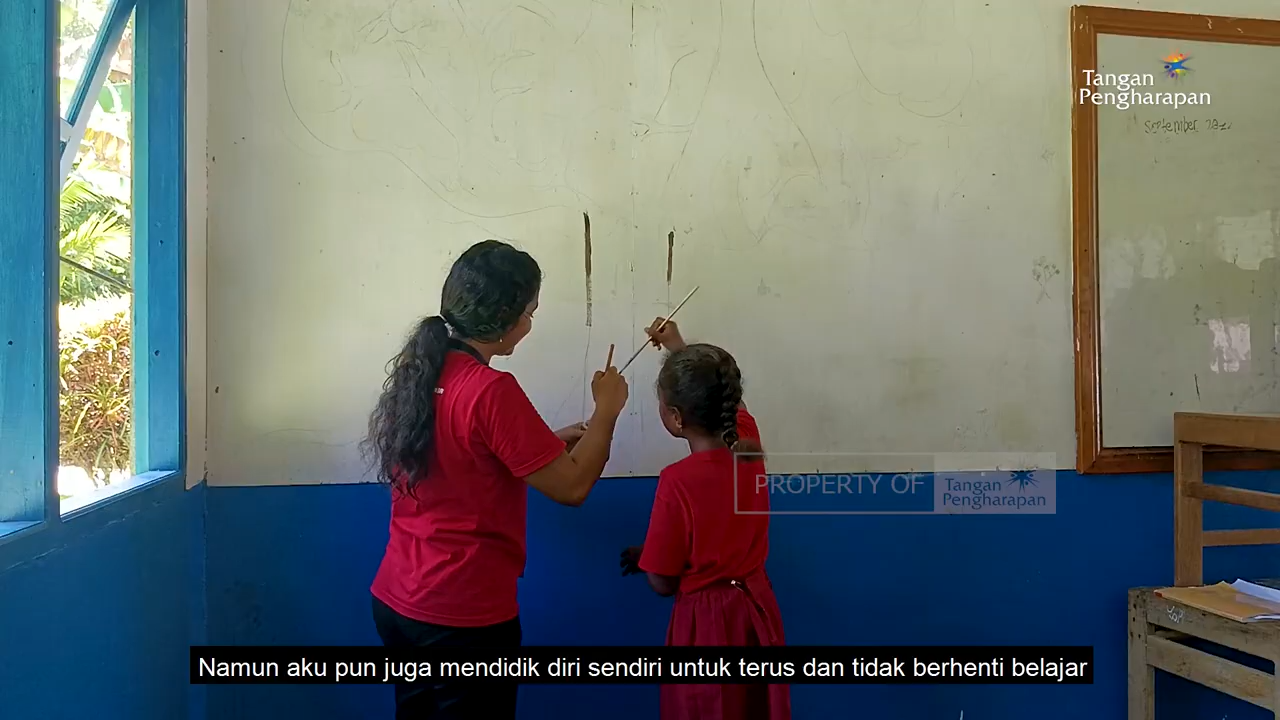 Tangan
Pengharapan
September
PROPERTY OF
Tangan
Pengharapan
Namun aku pun juga mendidik diri sendiri untuk terus dan tidak berhenti belajar